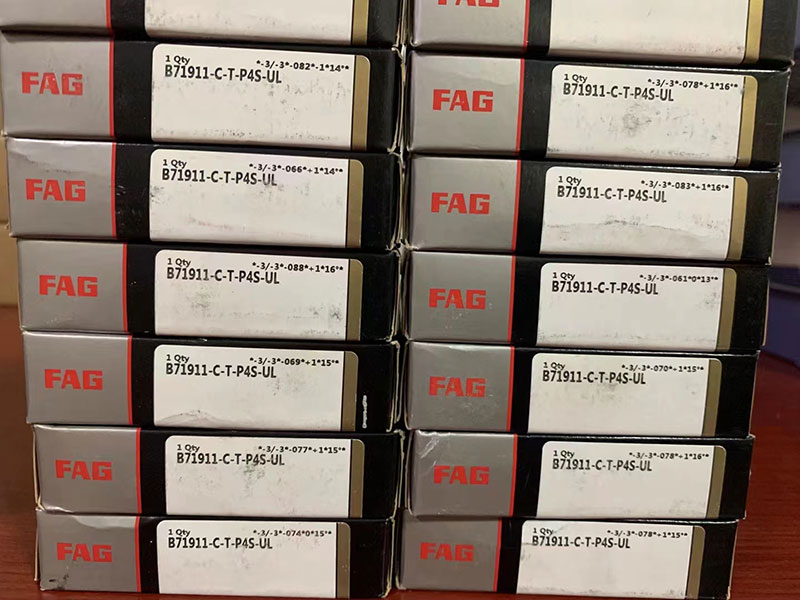 FAG
1 Qty *-3/-3*-082*-1*14°*
B71911-C-T-P4S-UL
FAG
1 Qty *-3/-3*-066*+1*14°*
B71911-C-T-P4S-UL
FAG
1 Qty *-3/-3*-088*+1*16°*
B71911-C-T-P4S-UL
FAG
1 Qty *-3/-3*-069*+1*15°*
B71911-C-T-P4S-UL
FAG
1 Qty *-3/-3*-077*+1*15°*
B71911-C-T-P4S-UL
FAG
1 Qty *-3/-3*-074*0*15°*
B71911-C-T-P4S-UL
FAG
FAG
1 Qty *-3/-3*-078*+1*16°*
B71911-C-T-P4S-UL
FAG
1 Qty *-3/-3*-083*+1*16°*
B71911-C-T-P4S-UL
FAG
1 Qty *-3/-3*-061*0*13°*
B71911-C-T-P4S-UL
FAG
1 Qty *-3/-3*-070*+1*15°*
B71911-C-T-P4S-UL
FAG
1 Qty *-3/-3*-078*+1*16°*
B71911-C-T-P4S-UL
FAG
1 Qty *-3/-3*-078*+1*15°*
B71911-C-T-P4S-UL